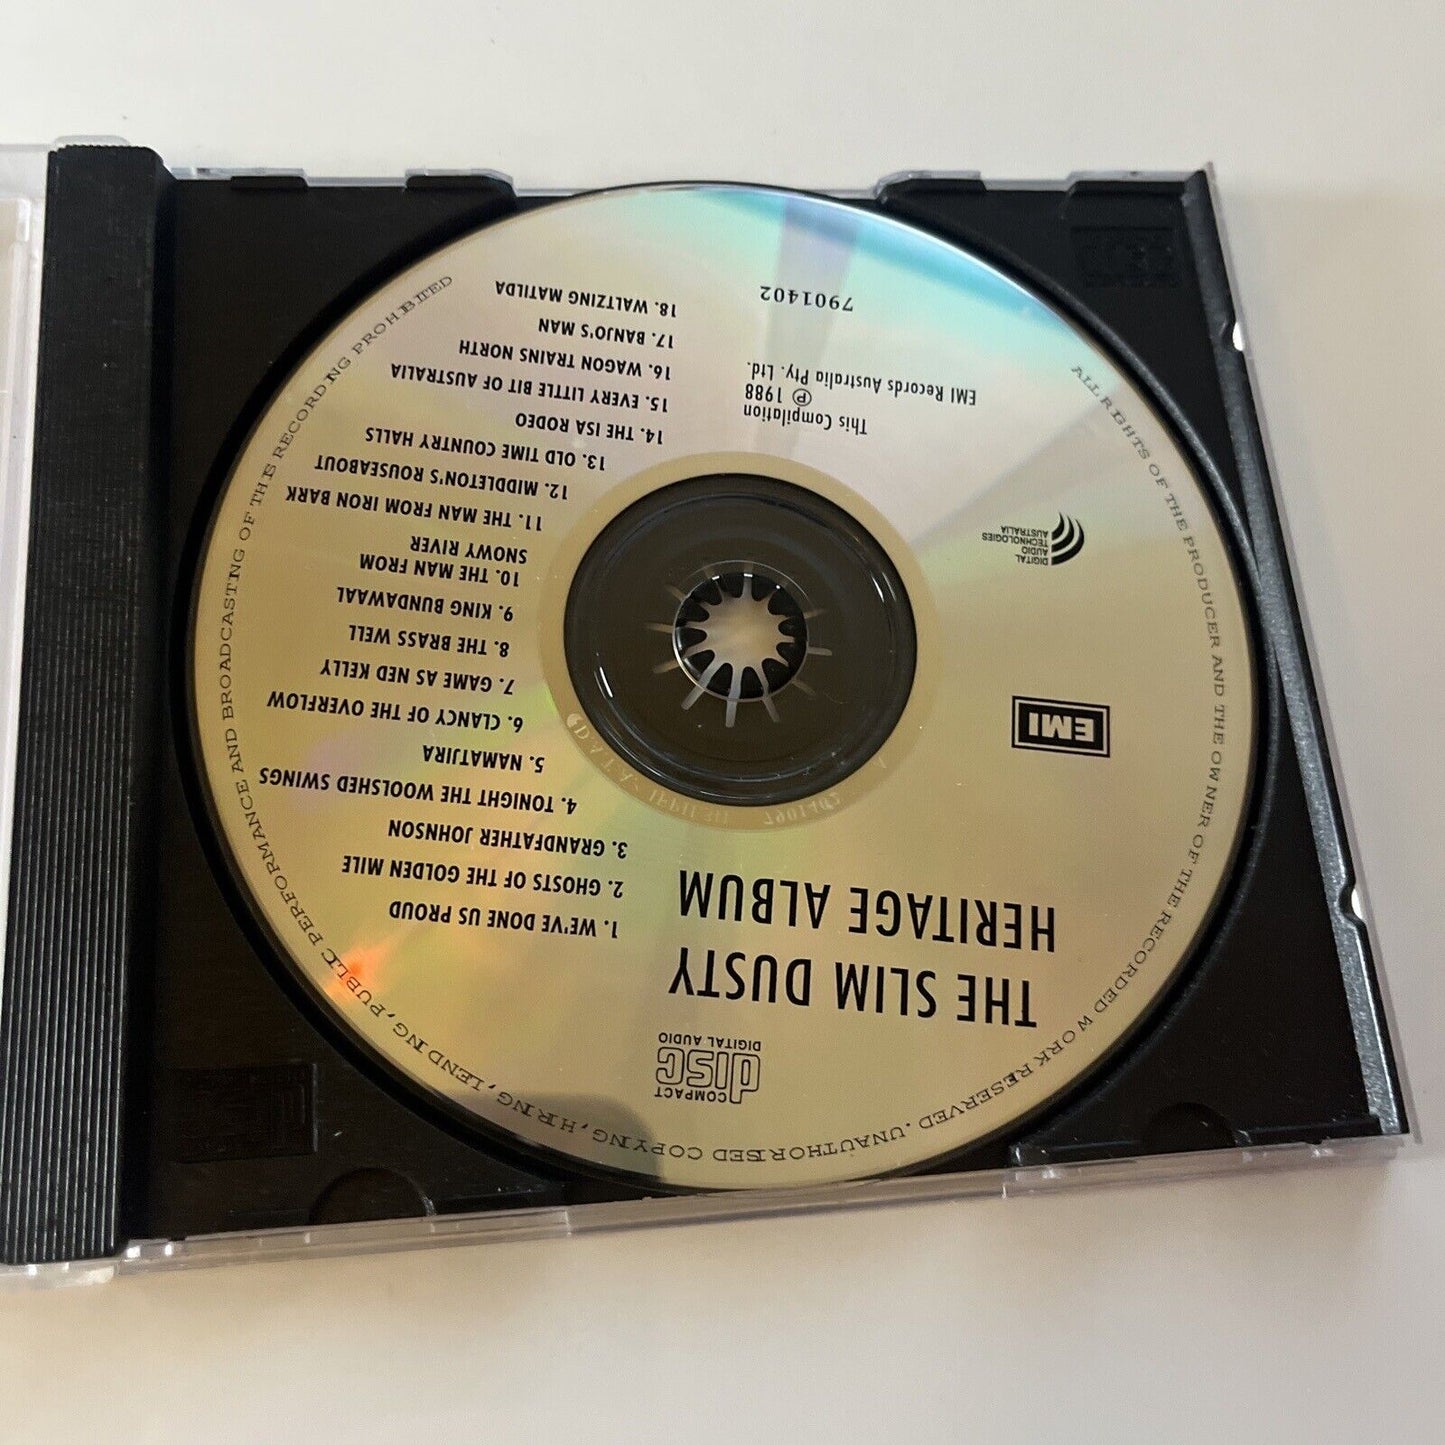 COMPACT
disc
DIGITAL AUDIO
THE SLIM DUSTY
HERITAGE ALBUM
1. WE'VE DONE US PROUD
2. GHOSTS OF THE GOLDEN MILE
3. GRANDFATHER JOHNSON
4. TONIGHT THE WOOLSHED SWINGS
5. NAMATJIRA
6. CLANCY OF THE OVERFLOW
7. GAME AS NED KELLY
8. THE BRASS WELL
9. KING BUNDAWAAL
10. THE MAN FROM
SNOWY RIVER
11. THE MAN FROM IRON BARK
12. MIDDLETON'S ROUSEABOUT
13. OLD TIME COUNTRY HALLS
14. THE ISA RODEO
15. EVERY LITTLE BIT OF AUSTRALIA
16. WAGON TRAINS NORTH
17. BANJO'S MAN
18. WALTZING MATILDA
EMI
DIGITAL
AUDIO
TECHNOLOGIES
AUSTRALIA
This Compilation
℗ 1988
EMI Records Australia Pty. Ltd.
7901402
ALL RIGHTS OF THE PRODUCER AND THE OWNER OF THE RECORDED WORK RESERVED. UNAUTHORISED COPYING, HIRING, LENDING, PUBLIC PERFORMANCE AND BROADCASTING OF THIS RECORDING PROHIBITED
7901402